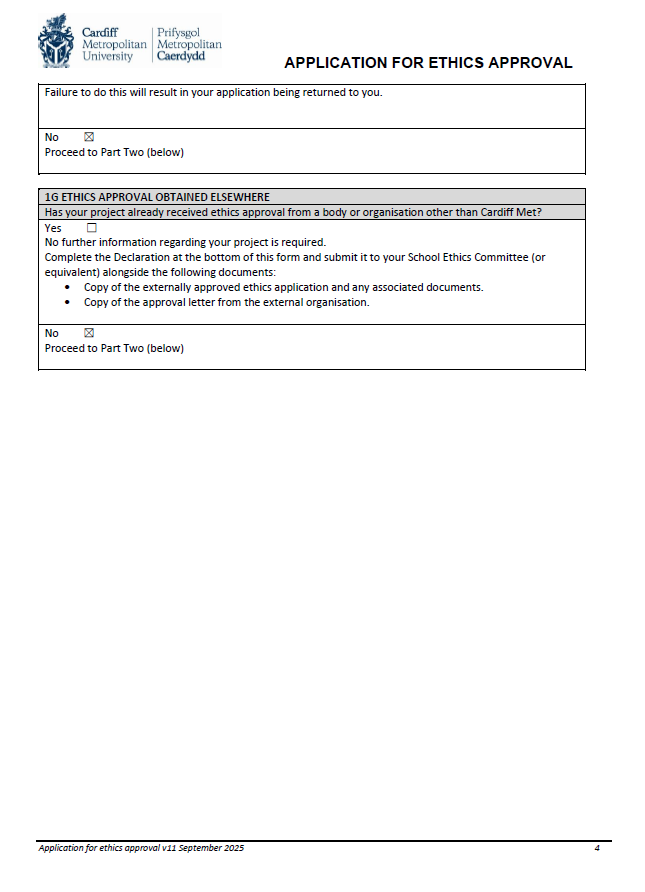 Cardiff
Metropolitan
University
Prifysgol
Metropolitan
Caerdydd
APPLICATION FOR ETHICS APPROVAL
Failure to do this will result in your application being returned to you.
No ☒
Proceed to Part Two (below)
1G ETHICS APPROVAL OBTAINED ELSEWHERE
Has your project already received ethics approval from a body or organisation other than Cardiff Met?
Yes ☐
No further information regarding your project is required.
Complete the Declaration at the bottom of this form and submit it to your School Ethics Committee (or
equivalent) alongside the following documents:
• Copy of the externally approved ethics application and any associated documents.
• Copy of the approval letter from the external organisation.
No ☒
Proceed to Part Two (below)
Application for ethics approval v11 September 2025 4